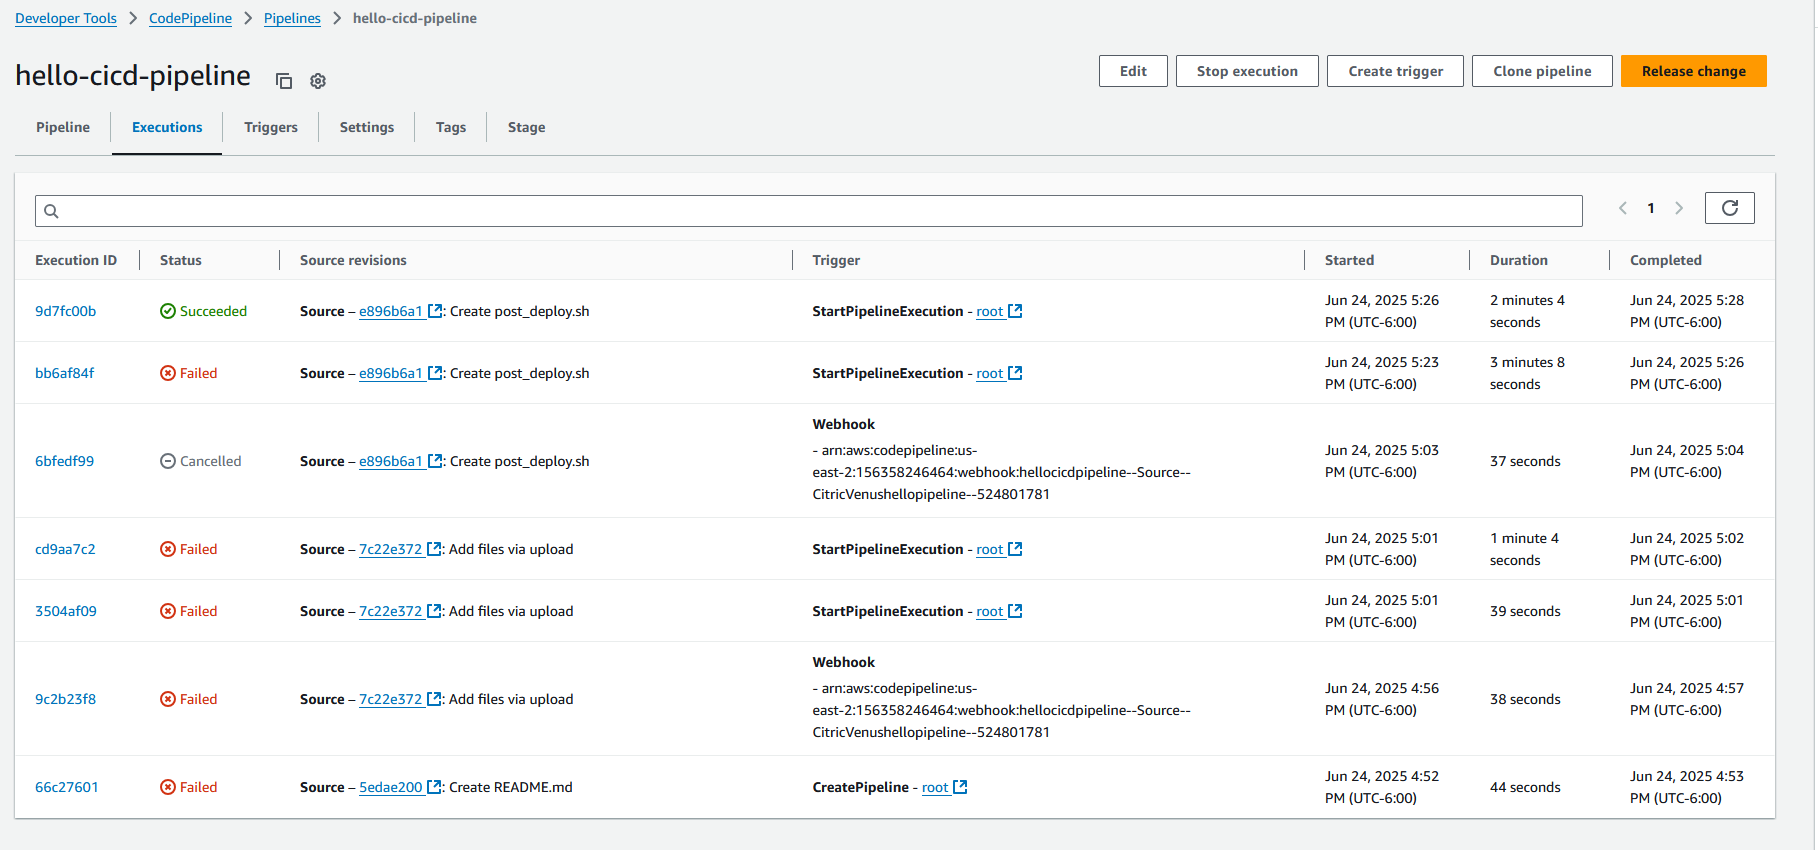 Developer Tools > CodePipeline > Pipelines > hello-cicd-pipeline
hello-cicd-pipeline
Edit
Stop execution
Create trigger
Clone pipeline
Release change
Pipeline
Executions
Triggers
Settings
Tags
Stage
1
Execution ID
Status
Source revisions
Trigger
Started
Duration
Completed
9d7fc00b
Succeeded
Source – e896b6a1 : Create post_deploy.sh
StartPipelineExecution - root
Jun 24, 2025 5:26
PM (UTC-6:00)
2 minutes 4
seconds
Jun 24, 2025 5:28
PM (UTC-6:00)
bb6af84f
Failed
Source – e896b6a1 : Create post_deploy.sh
StartPipelineExecution - root
Jun 24, 2025 5:23
PM (UTC-6:00)
3 minutes 8
seconds
Jun 24, 2025 5:26
PM (UTC-6:00)
6bfedf99
Cancelled
Source – e896b6a1 : Create post_deploy.sh
Webhook
- arn:aws:codepipeline:us-
east-2:156358246464:webhook:hellocicdpipeline--Source--
CitricVenushellopipeline--524801781
Jun 24, 2025 5:03
PM (UTC-6:00)
37 seconds
Jun 24, 2025 5:04
PM (UTC-6:00)
cd9aa7c2
Failed
Source – 7c22e372 : Add files via upload
StartPipelineExecution - root
Jun 24, 2025 5:01
PM (UTC-6:00)
1 minute 4
seconds
Jun 24, 2025 5:02
PM (UTC-6:00)
3504af09
Failed
Source – 7c22e372 : Add files via upload
StartPipelineExecution - root
Jun 24, 2025 5:01
PM (UTC-6:00)
39 seconds
Jun 24, 2025 5:01
PM (UTC-6:00)
9c2b23f8
Failed
Source – 7c22e372 : Add files via upload
Webhook
- arn:aws:codepipeline:us-
east-2:156358246464:webhook:hellocicdpipeline--Source--
CitricVenushellopipeline--524801781
Jun 24, 2025 4:56
PM (UTC-6:00)
38 seconds
Jun 24, 2025 4:57
PM (UTC-6:00)
66c27601
Failed
Source – 5edae200 : Create README.md
CreatePipeline - root
Jun 24, 2025 4:52
PM (UTC-6:00)
44 seconds
Jun 24, 2025 4:53
PM (UTC-6:00)